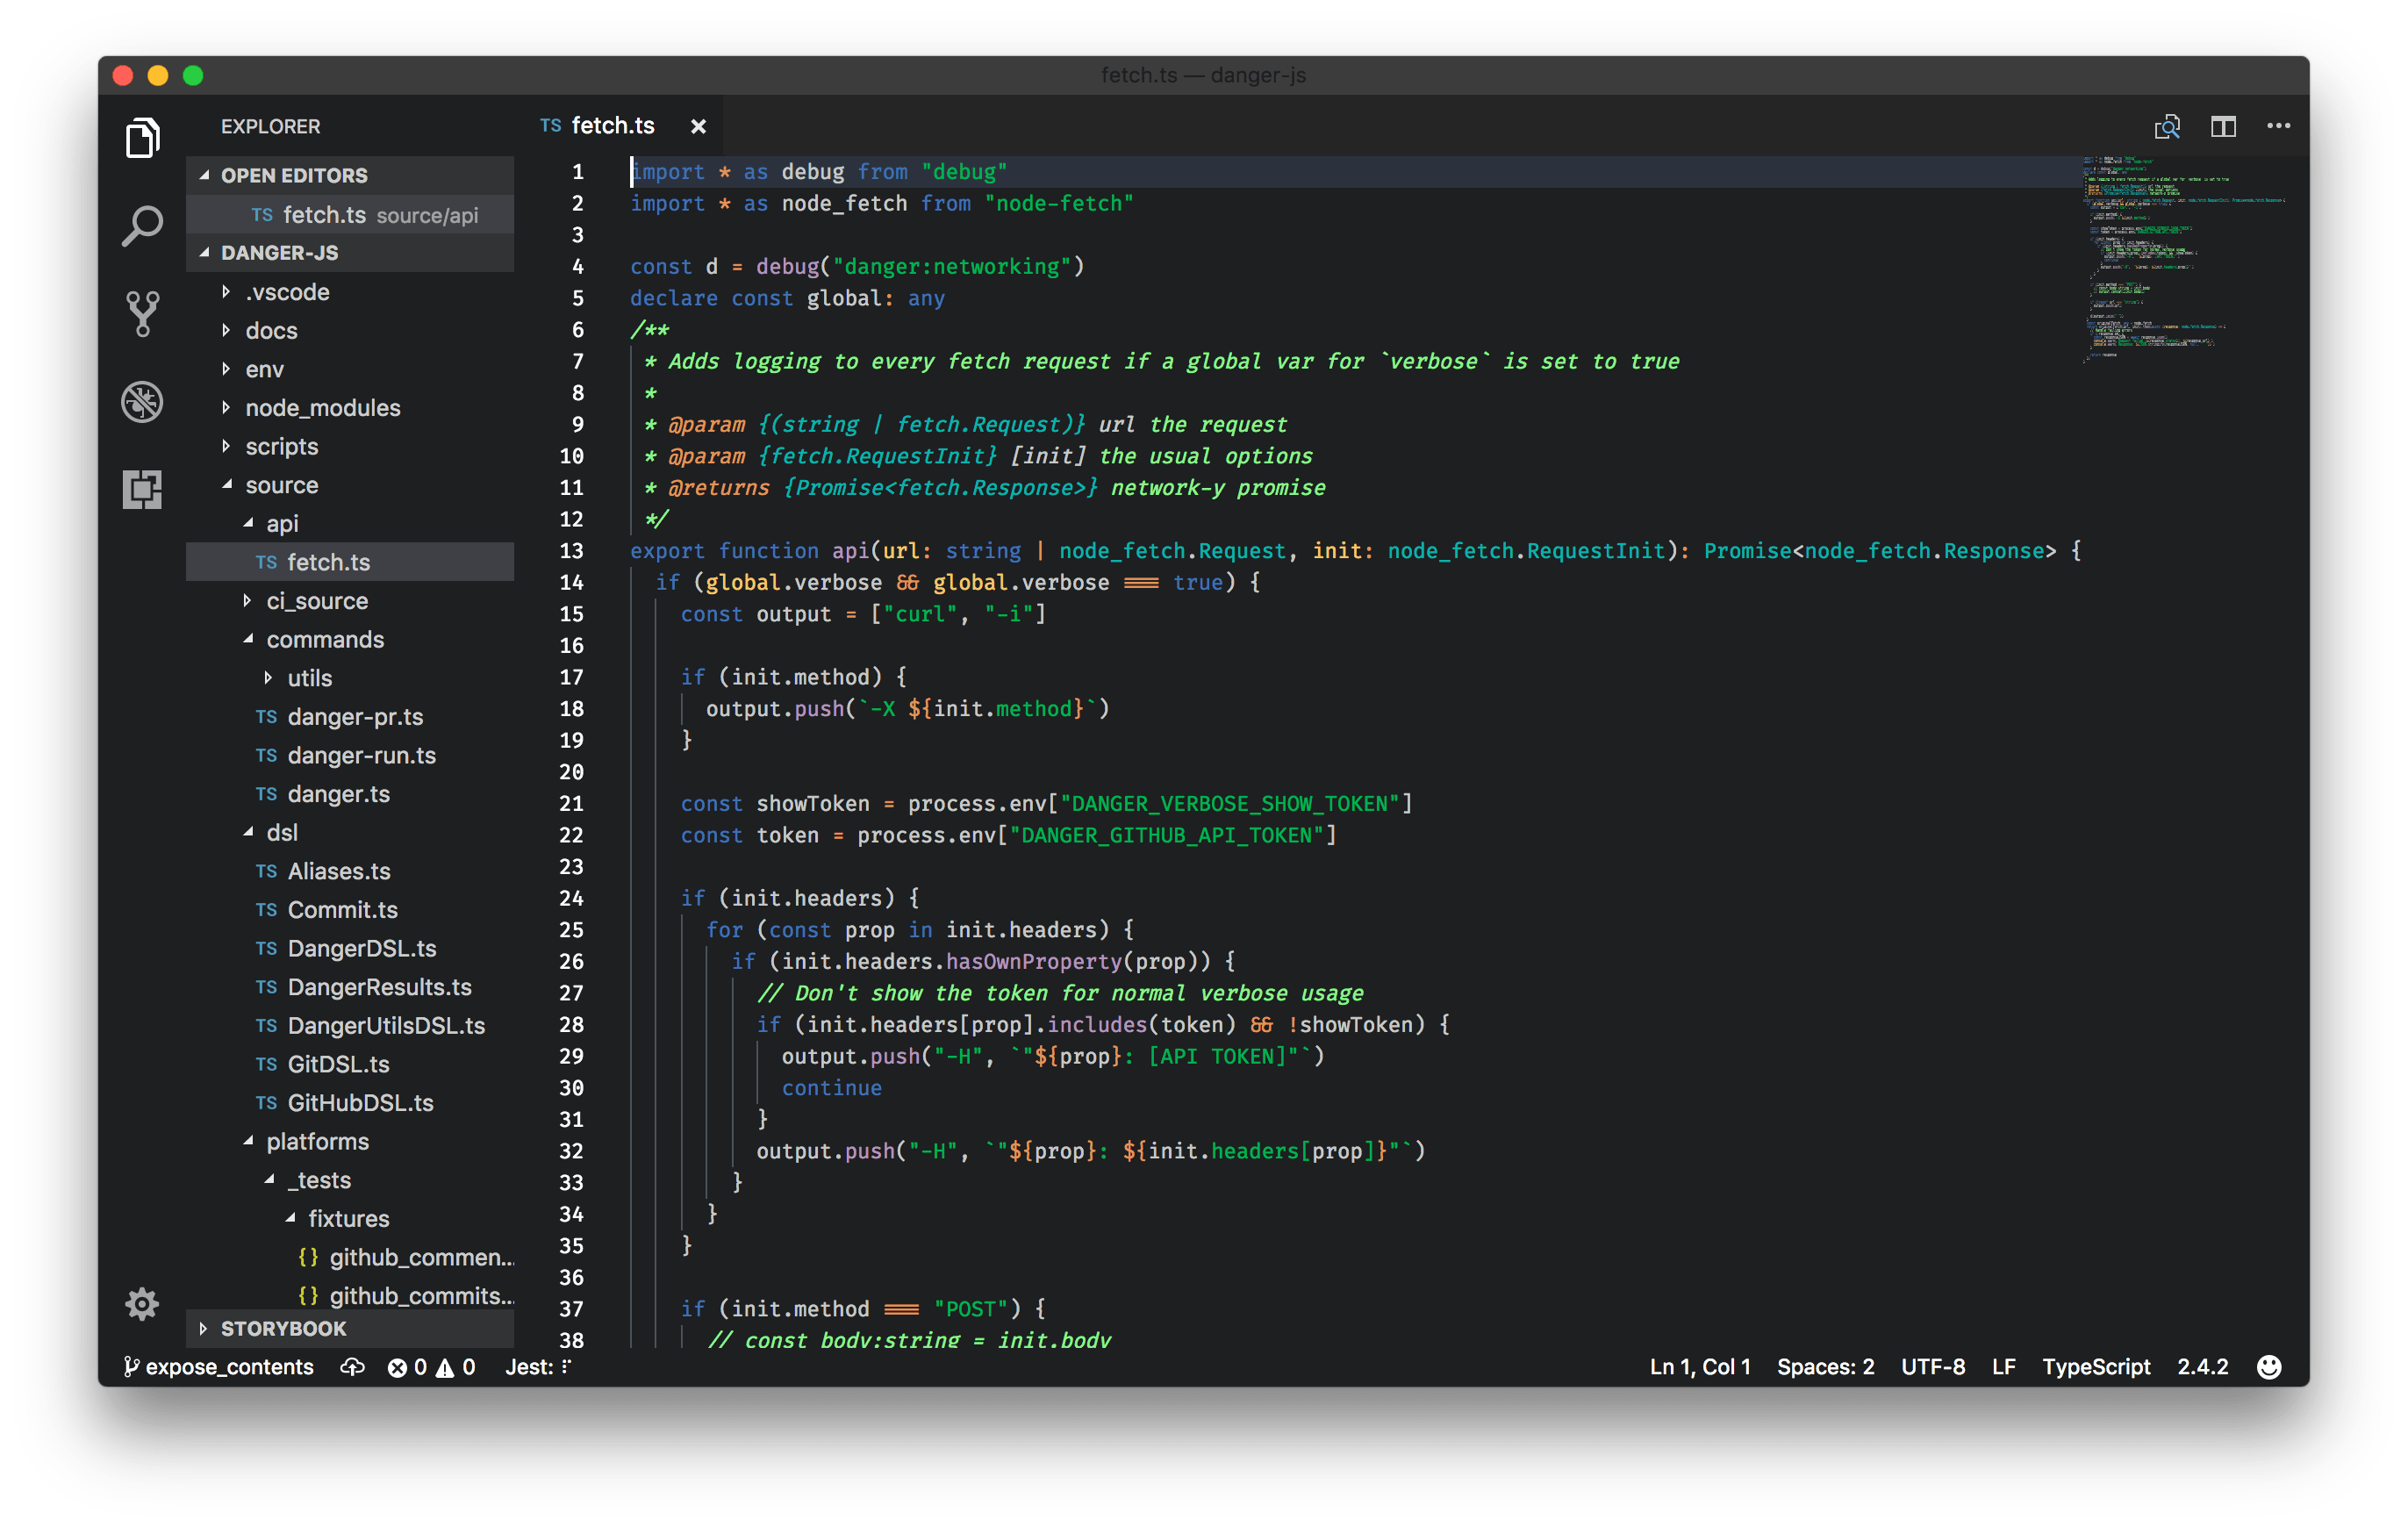 fetch.ts — danger-js
EXPLORER
OPEN EDITORS
TS fetch.ts source/api
DANGER-JS
.vscode
docs
env
node_modules
scripts
source
api
TS fetch.ts
ci_source
commands
utils
TS danger-pr.ts
TS danger-run.ts
TS danger.ts
dsl
TS Aliases.ts
TS Commit.ts
TS DangerDSL.ts
TS DangerResults.ts
TS DangerUtilsDSL.ts
TS GitDSL.ts
TS GitHubDSL.ts
platforms
_tests
fixtures
{} github_commen...
{} github_commits...
STORYBOOK
TS fetch.ts ×
1 import * as debug from "debug"
2 import * as node_fetch from "node-fetch"
3
4 const d = debug("danger:networking")
5 declare const global: any
6 /**
7  * Adds logging to every fetch request if a global var for `verbose` is set to true
8  *
9  * @param {(string | fetch.Request)} url the request
10  * @param {fetch.RequestInit} [init] the usual options
11  * @returns {Promise<fetch.Response>} network-y promise
12  */
13 export function api(url: string | node_fetch.Request, init: node_fetch.RequestInit): Promise<node_fetch.Response> {
14   if (global.verbose && global.verbose === true) {
15     const output = ["curl", "-i"]
16
17     if (init.method) {
18       output.push(`-X ${init.method}`)
19     }
20
21     const showToken = process.env["DANGER_VERBOSE_SHOW_TOKEN"]
22     const token = process.env["DANGER_GITHUB_API_TOKEN"]
23
24     if (init.headers) {
25       for (const prop in init.headers) {
26         if (init.headers.hasOwnProperty(prop)) {
27           // Don't show the token for normal verbose usage
28           if (init.headers[prop].includes(token) && !showToken) {
29             output.push("-H", `"${prop}: [API TOKEN]"`)
30             continue
31           }
32           output.push("-H", `"${prop}: ${init.headers[prop]}"`)
33         }
34       }
35     }
36
37     if (init.method === "POST") {
38       // const body:string = init.body
expose_contents 0 0 Jest: Ln 1, Col 1 Spaces: 2 UTF-8 LF TypeScript 2.4.2